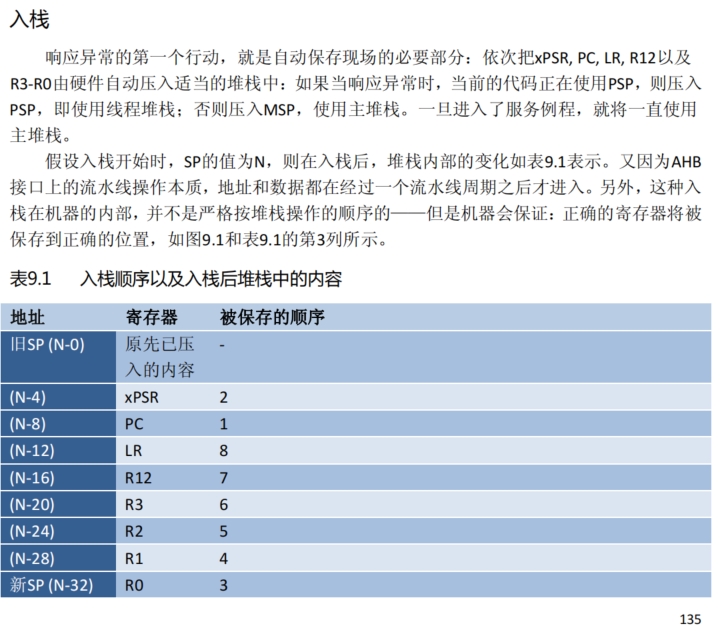 入栈
响应异常的第一个行动，就是自动保存现场的必要部分：依次把xPSR, PC, LR, R12以及
R3‐R0由硬件自动压入适当的堆栈中：如果当响应异常时，当前的代码正在使用PSP，则压入
PSP，即使用线程堆栈；否则压入MSP，使用主堆栈。一旦进入了服务例程，就将一直使用
主堆栈。
假设入栈开始时，SP的值为N，则在入栈后，堆栈内部的变化如表9.1表示。又因为AHB
接口上的流水线操作本质，地址和数据都在经过一个流水线周期之后才进入。另外，这种入
栈在机器的内部，并不是严格按堆栈操作的顺序的——但是机器会保证：正确的寄存器将被
保存到正确的位置，如图9.1和表9.1的第3列所示。
表9.1 入栈顺序以及入栈后堆栈中的内容
地址 寄存器 被保存的顺序
旧SP (N-0) 原先已压 -
入的内容
(N-4) xPSR 2
(N-8) PC 1
(N-12) LR 8
(N-16) R12 7
(N-20) R3 6
(N-24) R2 5
(N-28) R1 4
新SP (N-32) R0 3
135